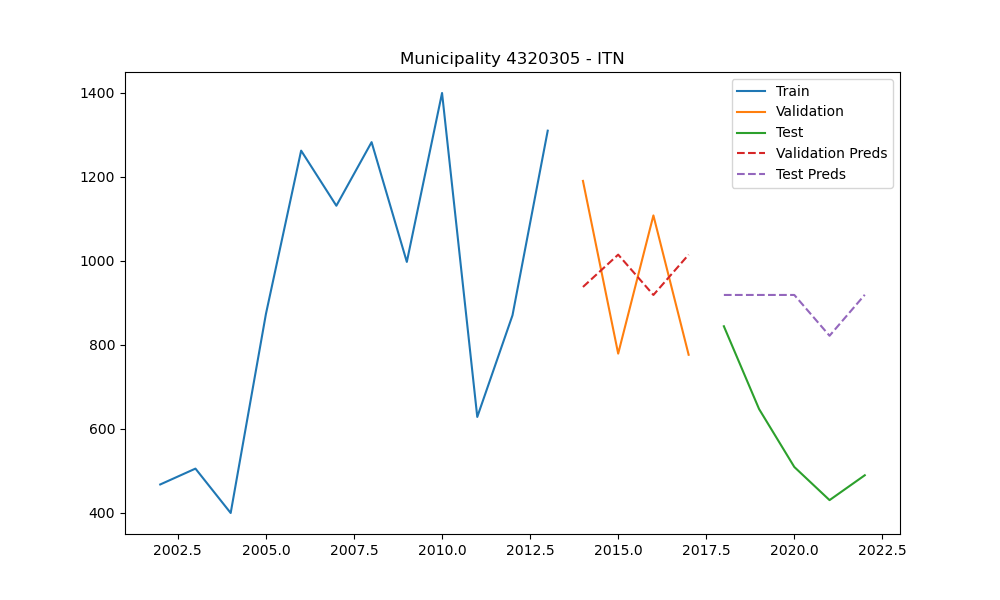 Municipality 4320305 - ITN
1400
1200
1000
800
600
400
2002.5 2005.0 2007.5 2010.0 2012.5 2015.0 2017.5 2020.0 2022.5
Train
Validation
Test
Validation Preds
Test Preds